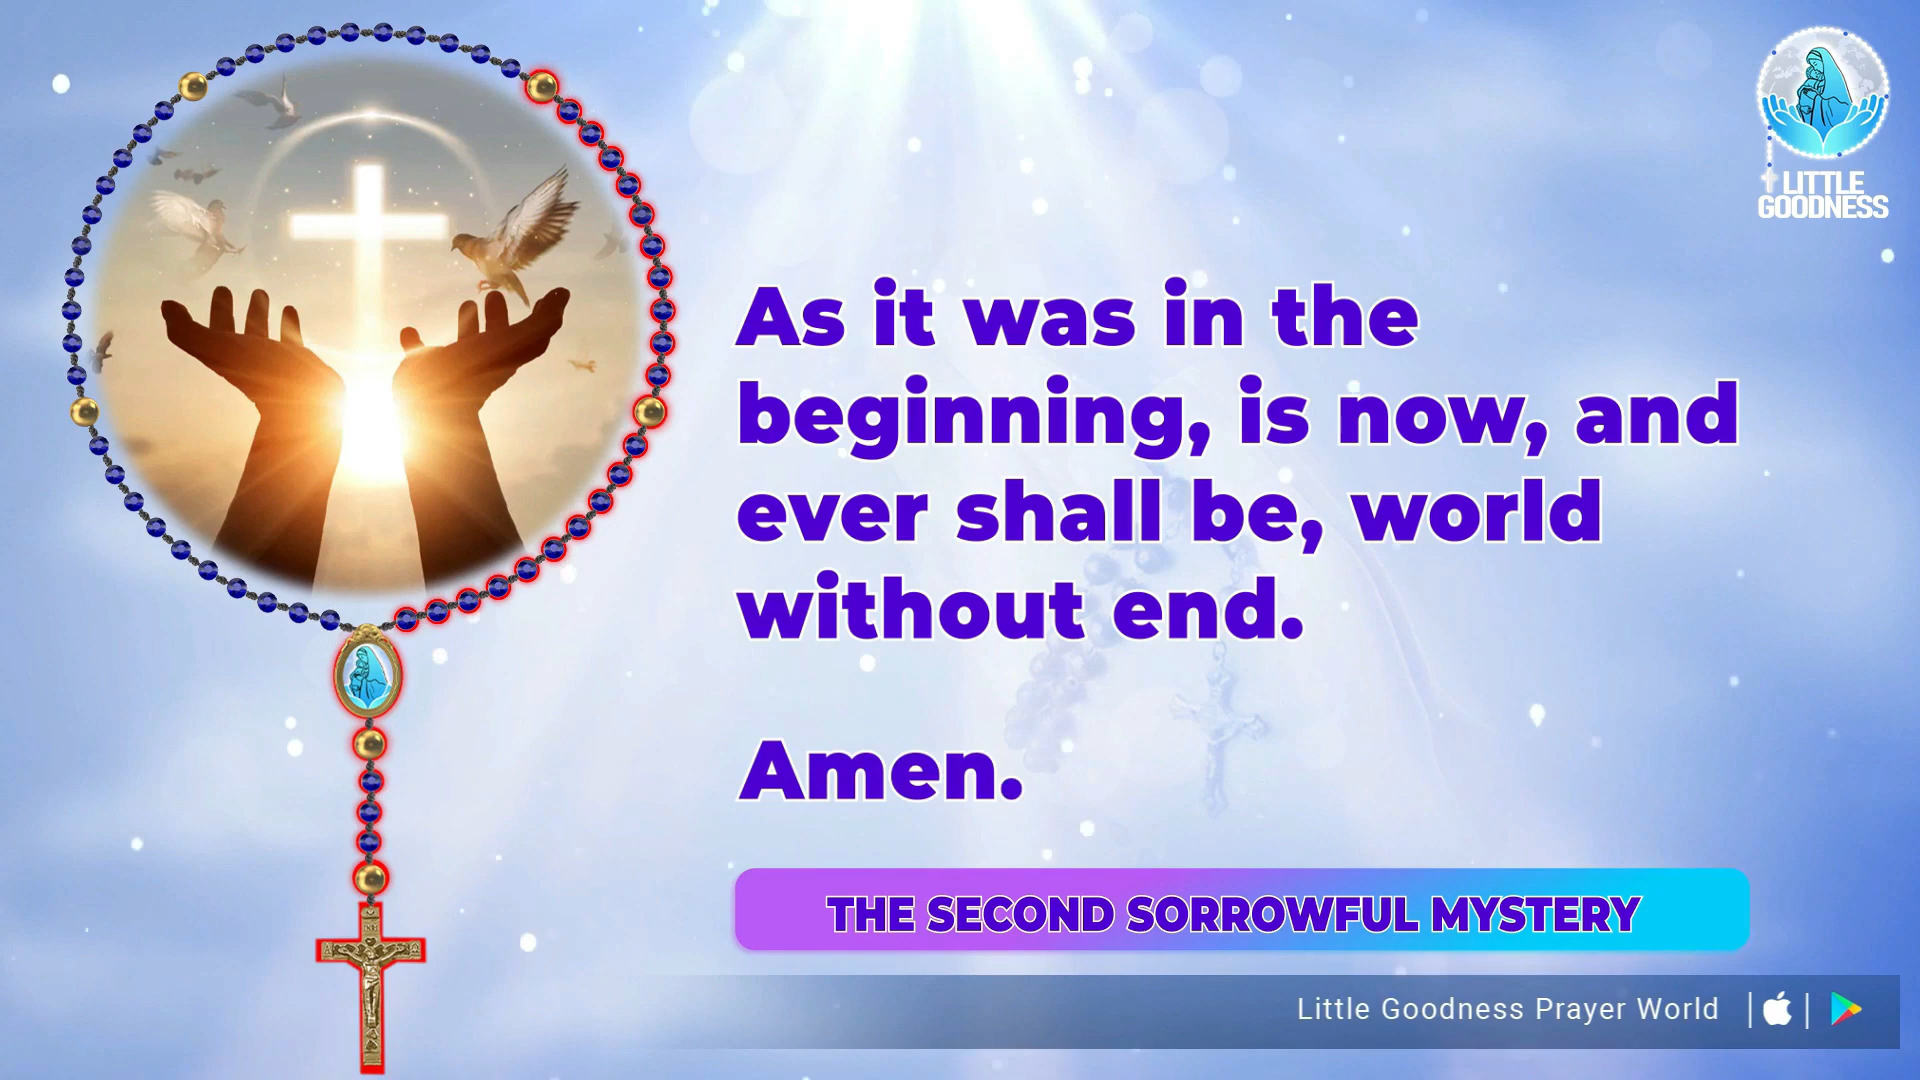 LITTLE
GOODNESS
As it was in the
beginning, is now, and
ever shall be, world
without end.
Amen.
THE SECOND SORROWFUL MYSTERY
Little Goodness Prayer World
INRI